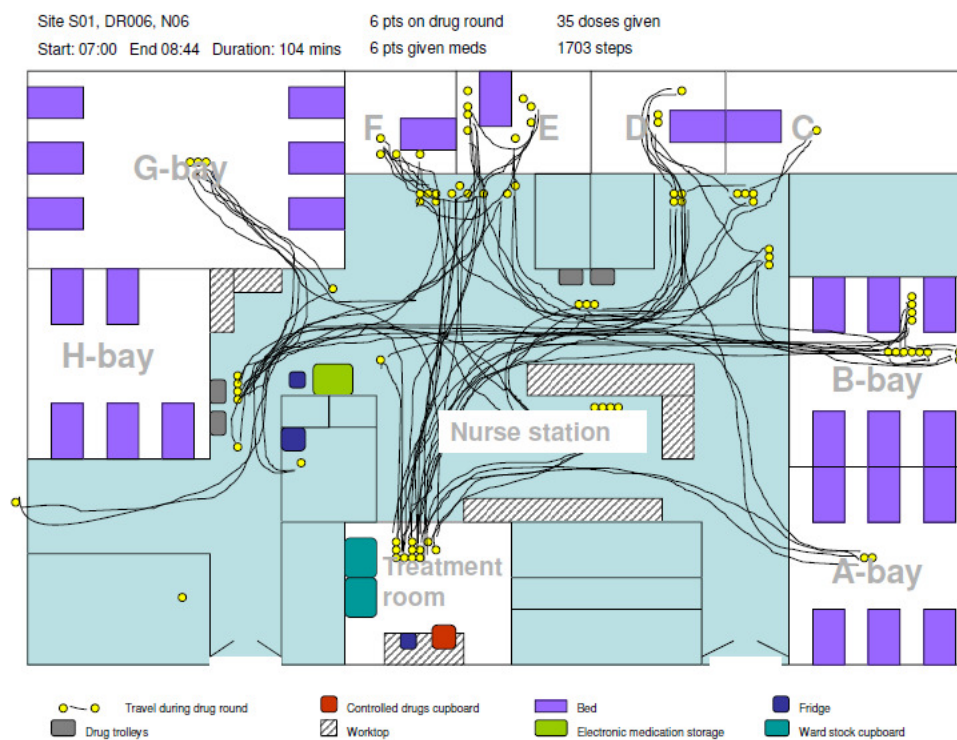 Site S01, DR006, N06 6 pts on drug round 35 doses given
Start: 07:00 End 08:44 Duration: 104 mins 6 pts given meds 1703 steps
F E D C
G-bay
H-bay
B-bay
Nurse station
Treatment
room
A-bay
Travel during drug round Controlled drugs cupboard Bed Fridge
Drug trolleys Worktop Electronic medication storage Ward stock cupboard